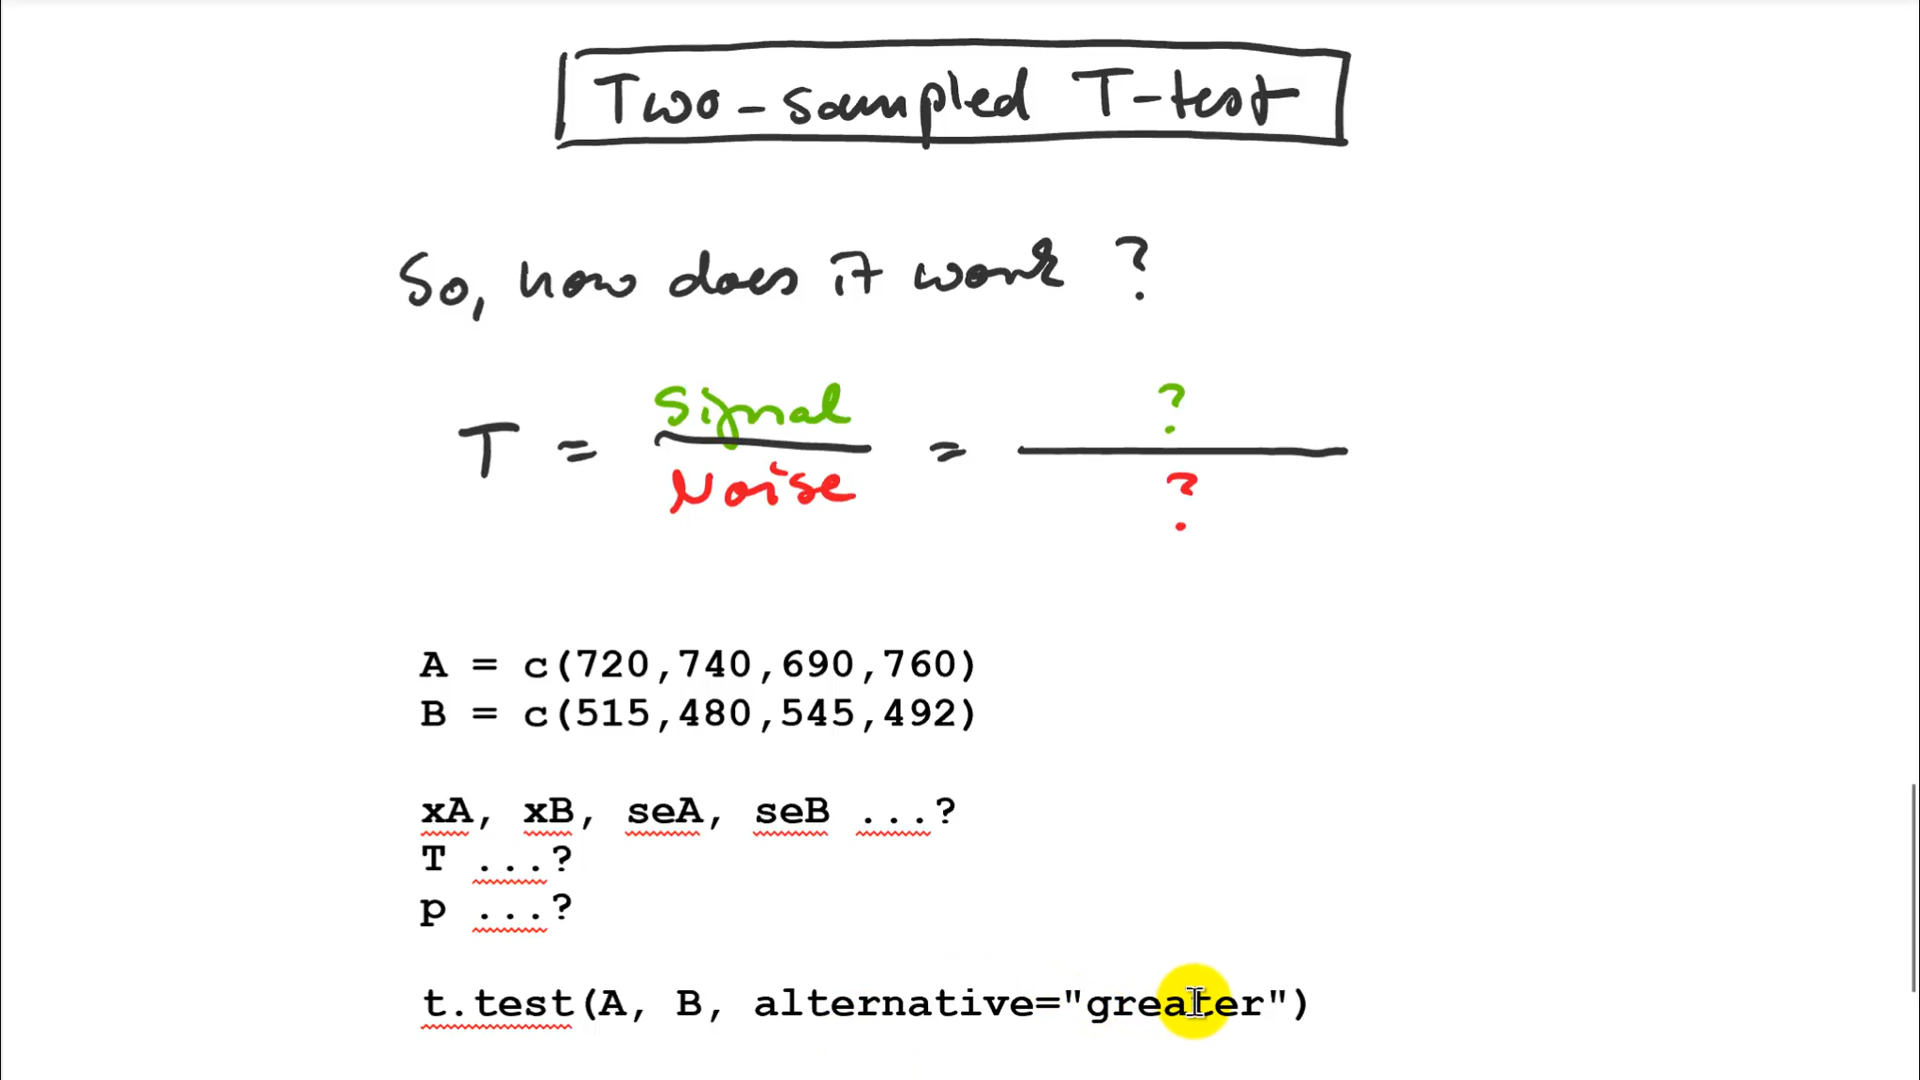 Two-sampled T-test
So, how does it work ?
T = Signal / Noise = ? / ?
A = c(720,740,690,760)
B = c(515,480,545,492)
xA, xB, seA, seB ...?
T ...?
p ...?
t.test(A, B, alternative="greater")